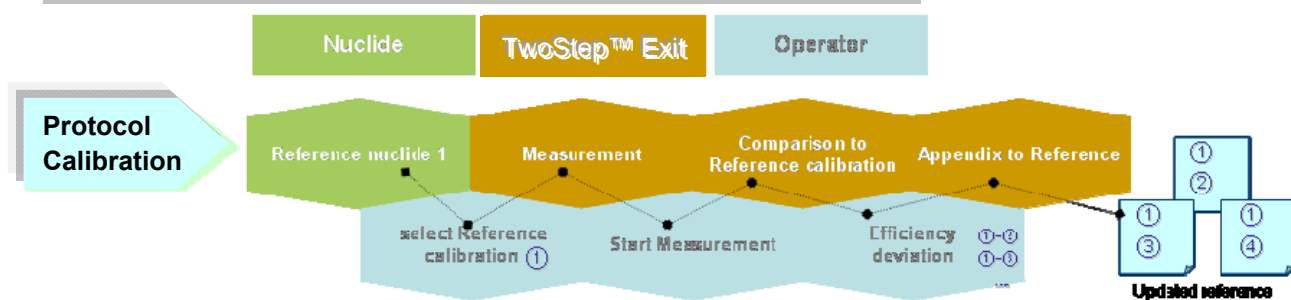 Nuclide
TwoStep™ Exit
Operator
Protocol
Calibration
Reference nuclide 1
Measurement
Comparison to
Reference calibration
Appendix to Reference
select Reference
calibration ①
Start Measurement
Efficiency
deviation
①-②
①-③
①
②
①
③
①
④
Updated reference